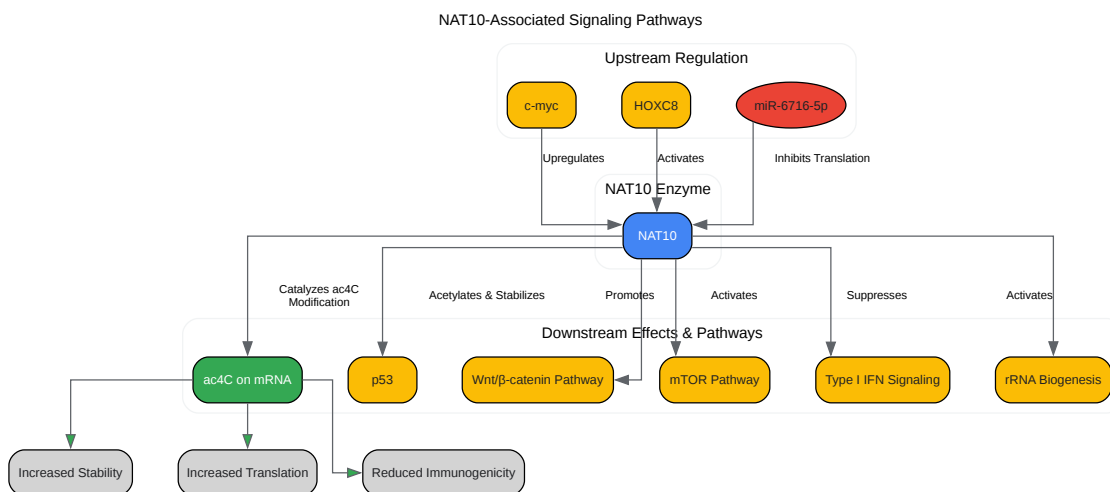 NAT10-Associated Signaling Pathways
Upstream Regulation
c-myc
HOXC8
miR-6716-5p
Upregulates
Activates
Inhibits Translation
NAT10 Enzyme
NAT10
Catalyzes ac4C
Modification
Acetylates & Stabilizes
Promotes
Activates
Suppresses
Activates
Downstream Effects & Pathways
ac4C on mRNA
p53
Wnt/β-catenin Pathway
mTOR Pathway
Type I IFN Signaling
rRNA Biogenesis
Increased Stability
Increased Translation
Reduced Immunogenicity